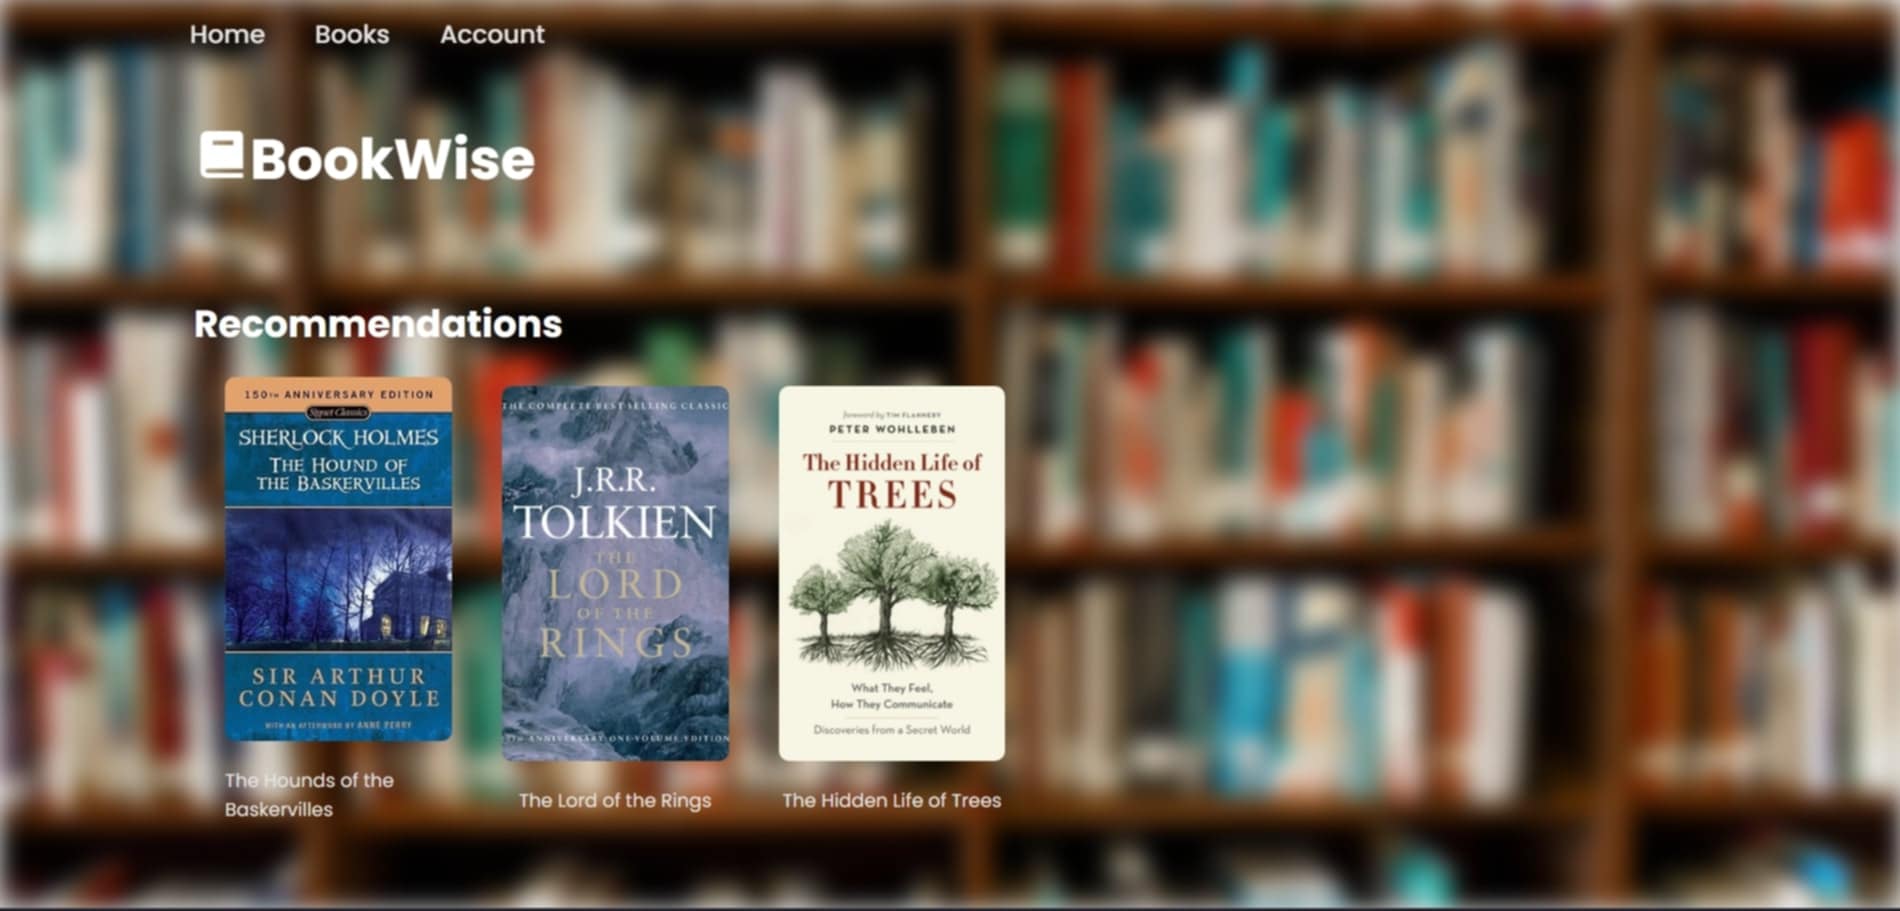 Home Books Account
BookWise
Recommendations
150TH ANNIVERSARY EDITION
Signet Classics
SHERLOCK HOLMES
THE HOUND OF
THE BASKERVILLES
SIR ARTHUR
CONAN DOYLE
WITH AN AFTERWORD BY ANNE PERRY
The Hounds of the
Baskervilles
THE COMPLETE BEST-SELLING CLASSIC
J.R.R.
TOLKIEN
THE
LORD
OF THE
RINGS
ANNIVERSARY ONE-VOLUME EDITION
The Lord of the Rings
foreword by TIM FLANNERY
PETER WOHLLEBEN
The Hidden Life of
TREES
What They Feel,
How They Communicate
Discoveries from a Secret World
The Hidden Life of Trees